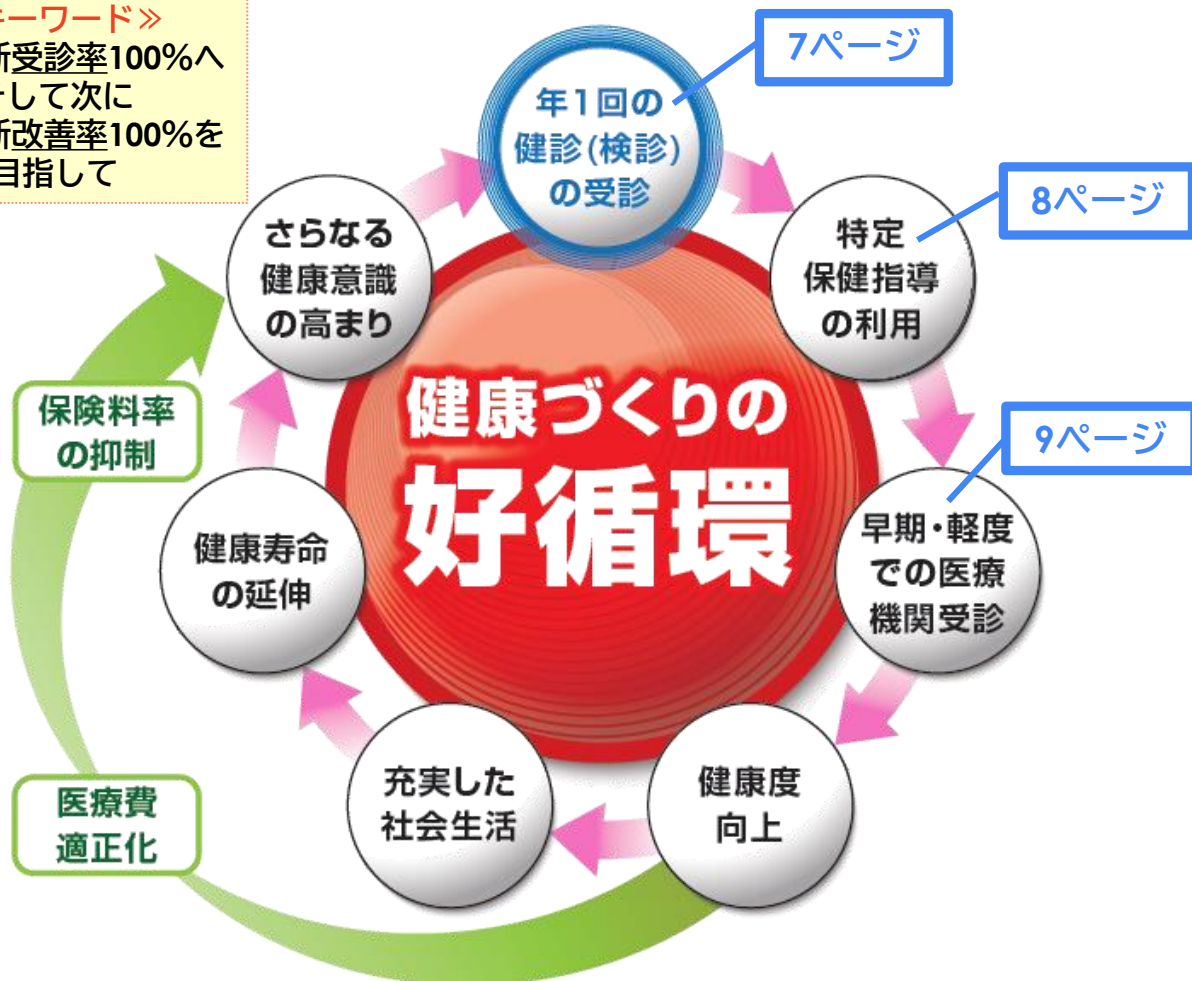 ーワード≫
受診率100%へ
して次に
改善率100%を
目指して
7ページ
年1回の
健診(検診)
の受診
8ページ
特定
保健指導
の利用
9ページ
早期・軽度
での医療
機関受診
健康度
向上
充実した
社会生活
健康寿命
の延伸
さらなる
健康意識
の高まり
健康づくりの
好循環
保険料率
の抑制
医療費
適正化